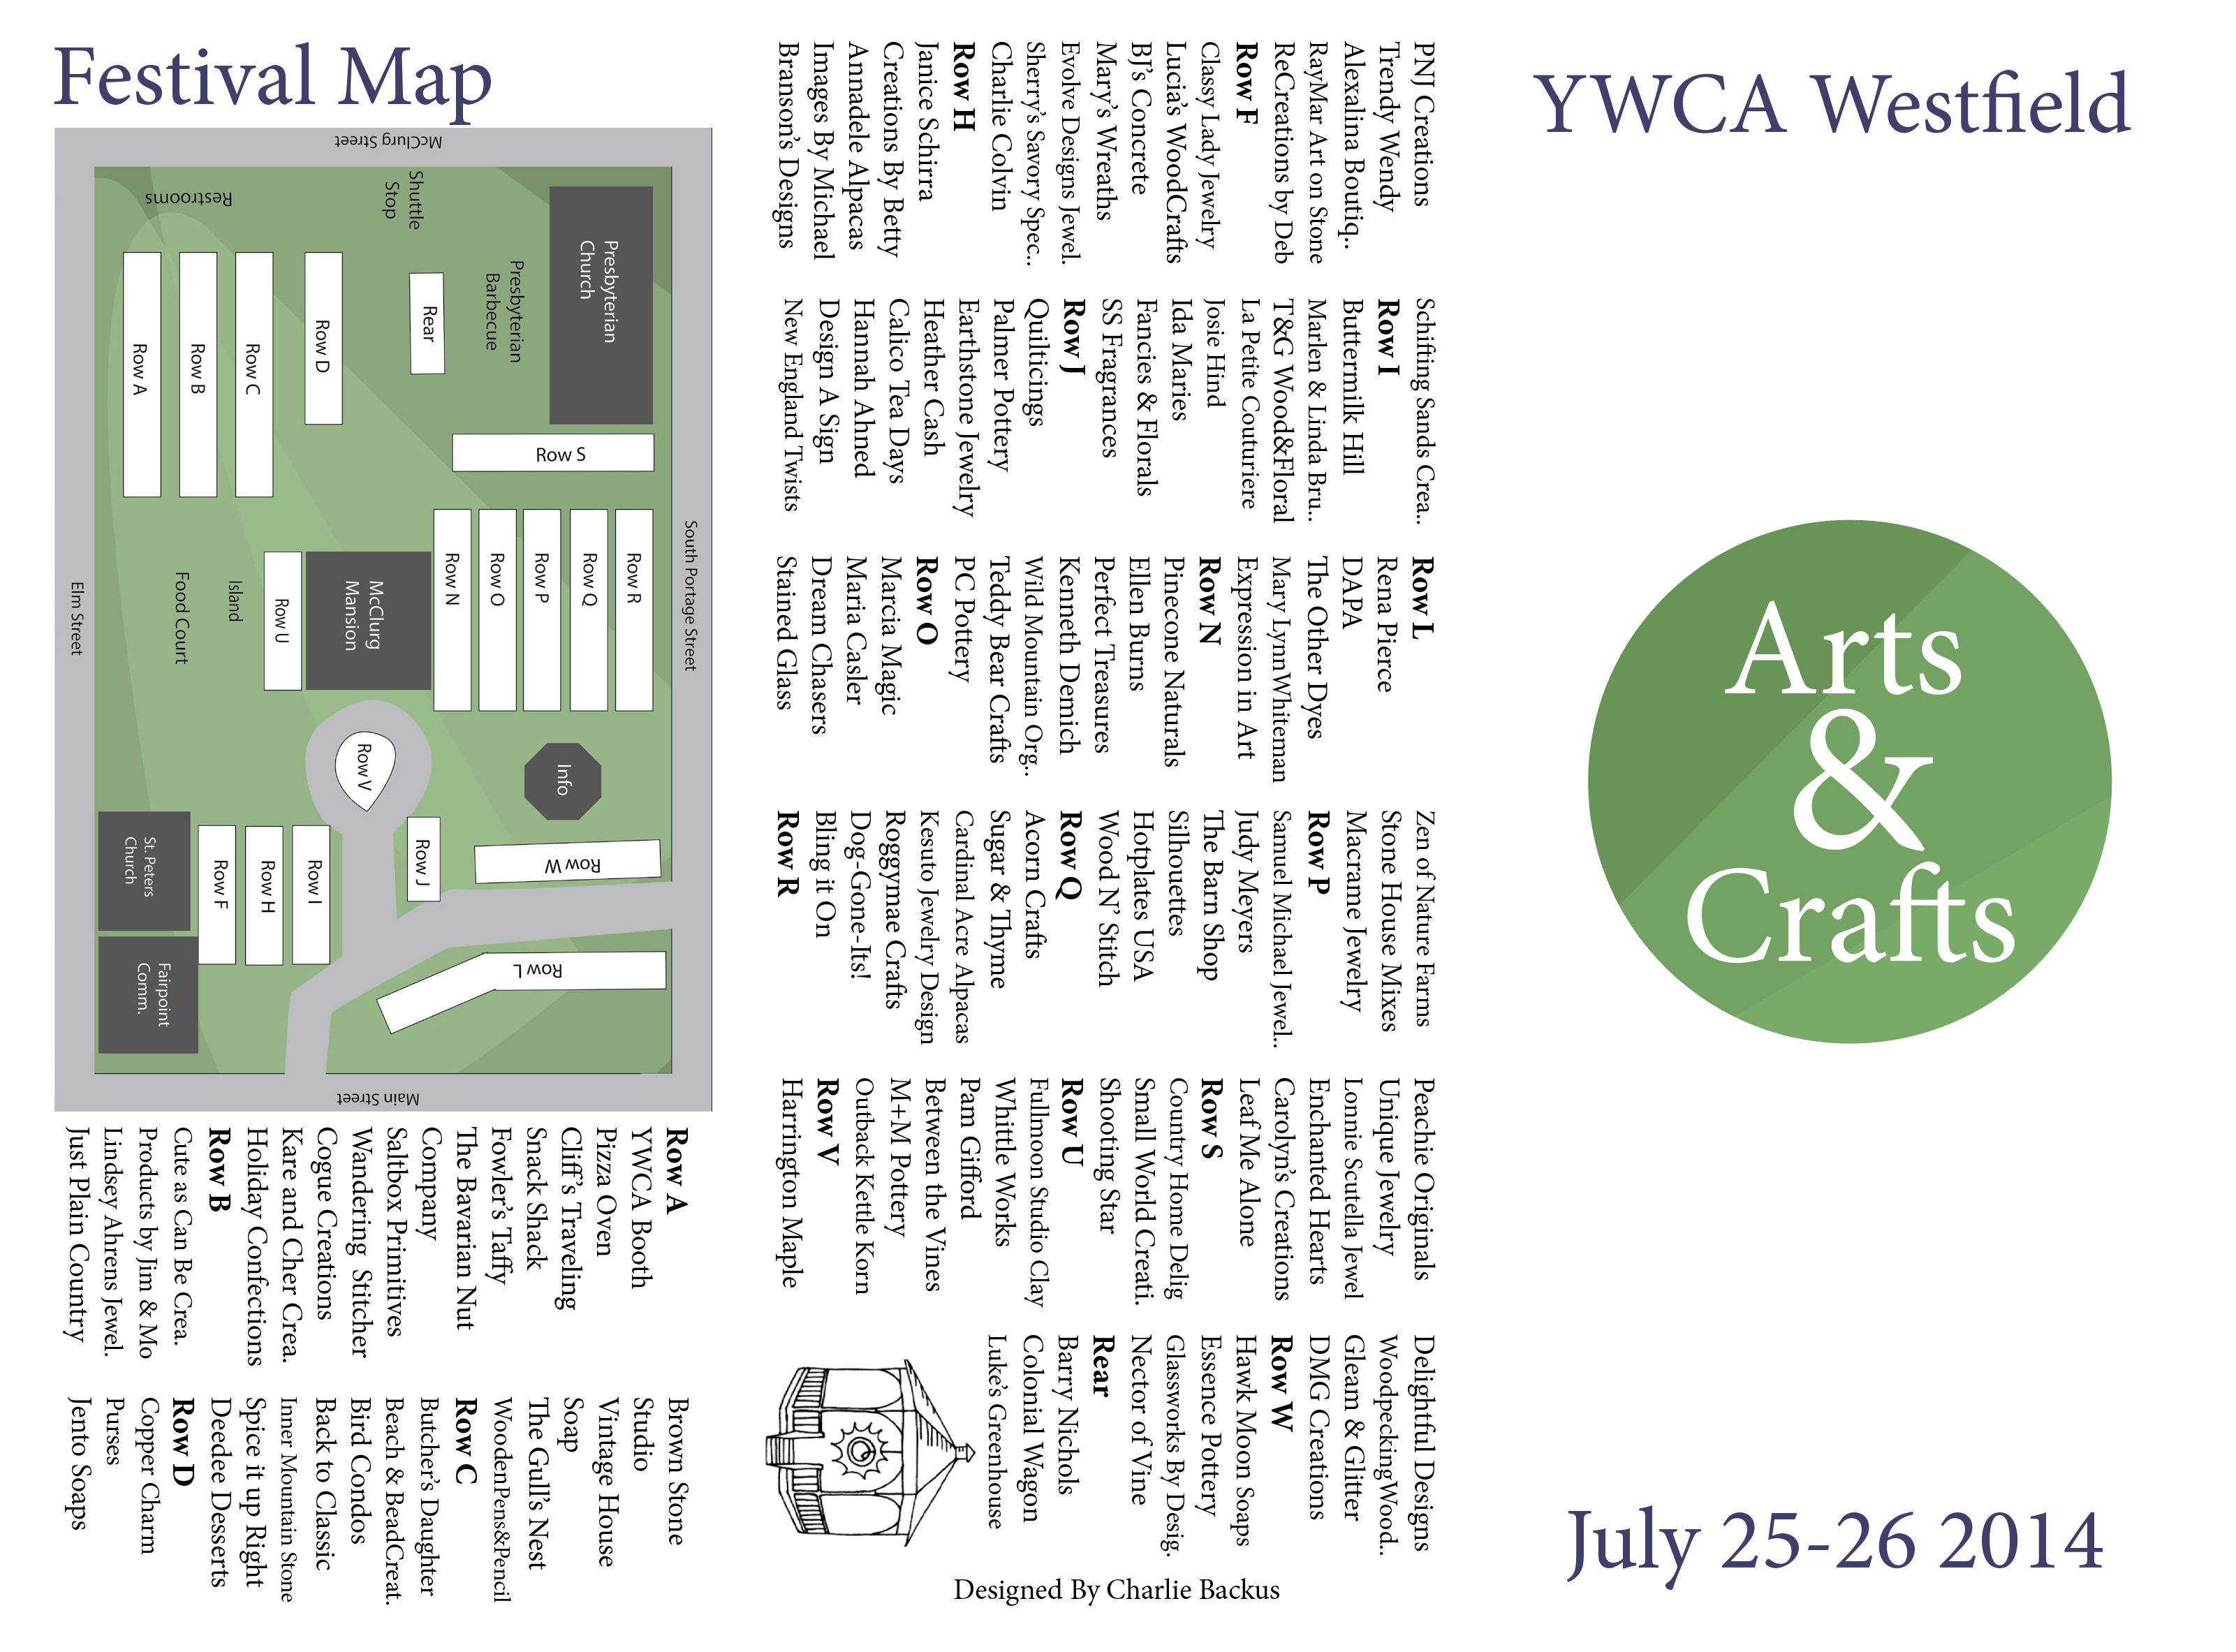 Festival Map
McClurg Street
Restrooms
Shuttle
Stop
Presbyterian
Barbecue
Presbyterian
Church
Rear
Row D
Row C
Row B
Row A
Row S
South Portage Street
Row R
Row Q
Row P
Row O
Row N
McClurg
Mansion
Row U
Island
Food Court
Elm Street
Row V
Info
Row J
Row W
Row I
Row H
Row F
St. Peters
Church
Row L
Fairpoint
Comm.
Main Street
Row A
YWCA Booth
Pizza Oven
Cliff's Traveling
Snack Shack
Fowler's Taffy
The Bavarian Nut
Company
Saltbox Primitives
Wandering Stitcher
Cogue Creations
Kare and Cher Crea.
Holiday Confections
Row B
Cute as Can Be Crea.
Products by Jim & Mo
Lindsey Ahrens Jewel.
Just Plain Country
Brown Stone
Studio
Vintage House
Soap
The Gull's Nest
WoodenPens&Pencil
Row C
Butcher's Daughter
Beach & BeadCreat.
Bird Condos
Back to Classic
Inner Mountain Stone
Spice it up Right
Deedee Desserts
Row D
Copper Charm
Purses
Jento Soaps
PNJ Creations
Trendy Wendy
Alexalina Boutiq..
RayMar Art on Stone
ReCreations by Deb
Row F
Classy Lady Jewelry
Lucia's WoodCrafts
BJ's Concrete
Mary's Wreaths
Evolve Designs Jewel.
Sherry's Savory Spec..
Charlie Colvin
Row H
Janice Schirra
Creations By Betty
Annadele Alpacas
Images By Michael
Branson's Designs
Schifting Sands Crea..
Row I
Buttermilk Hill
Marlen & Linda Bru..
T&G Wood&Floral
La Petite Couturiere
Josie Hind
Ida Maries
Fancies & Florals
SS Fragrances
Row J
Quilticings
Palmer Pottery
Earthstone Jewelry
Heather Cash
Calico Tea Days
Hannah Ahned
Design A Sign
New England Twists
Row L
Rena Pierce
DAPA
The Other Dyes
Mary LynnWhiteman
Expression in Art
Row N
Pinecone Naturals
Ellen Burns
Perfect Treasures
Kenneth Demich
Wild Mountain Org..
Teddy Bear Crafts
PC Pottery
Row O
Marcia Magic
Maria Casler
Dream Chasers
Stained Glass
Zen of Nature Farms
Stone House Mixes
Macrame Jewelry
Row P
Samuel Michael Jewel..
Judy Meyers
The Barn Shop
Silhouettes
Hotplates USA
Wood N' Stitch
Row Q
Acorn Crafts
Sugar & Thyme
Cardinal Acre Alpacas
Kesuto Jewelry Design
Roggymae Crafts
Dog-Gone-Its!
Bling it On
Row R
Peachie Originals
Unique Jewelry
Lonnie Scutella Jewel
Enchanted Hearts
Carolyn's Creations
Leaf Me Alone
Row S
Country Home Delig
Small World Creati.
Shooting Star
Row U
Fullmoon Studio Clay
Whittle Works
Pam Gifford
Between the Vines
M+M Pottery
Outback Kettle Korn
Row V
Harrington Maple
Delightful Designs
WoodpeckingWood..
Gleam & Glitter
DMG Creations
Row W
Hawk Moon Soaps
Essence Pottery
Glassworks By Desig.
Nector of Vine
Rear
Barry Nichols
Colonial Wagon
Luke's Greenhouse
Designed By Charlie Backus
YWCA Westfield
Arts
&
Crafts
July 25-26 2014